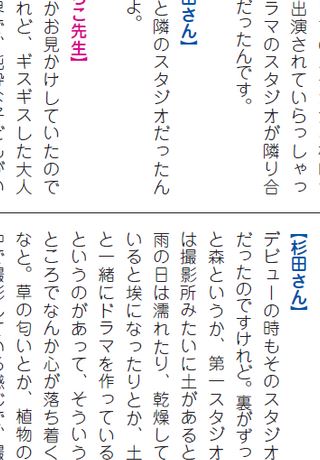 出演されていらっしゃっ
ラマのスタジオが隣り合
だったんです。
さん】
と隣のスタジオだったん
よ。
こ先生】
かお見かけしていたので
れど、ギスギスした大人
【杉田さん】
デビューの時もそのスタジオ
だったのですけれど。裏がずっ
と森というか、第一スタジオ
は撮影所みたいに土があると
雨の日は濡れたり、乾燥して
いると埃になったりとか、土
と一緒にドラマを作っている
というのがあって、そういう
ところでなんか心が落ち着く
なと。草の匂いとか、植物の